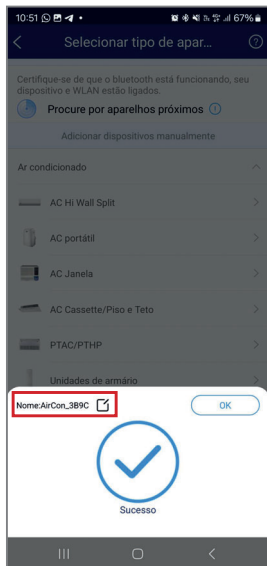 10:51
67%
Selecionar tipo de apar...
Certifique-se de que o bluetooth está funcionando, seu
dispositivo e WLAN estão ligados.
Procure por aparelhos próximos
Adicionar dispositivos manualmente
Ar condicionado
AC Hi Wall Split
AC portátil
AC Janela
AC Cassette/Piso e Teto
PTAC/PTHP
Unidades de armário
Nome:AirCon_3B9C
OK
Sucesso